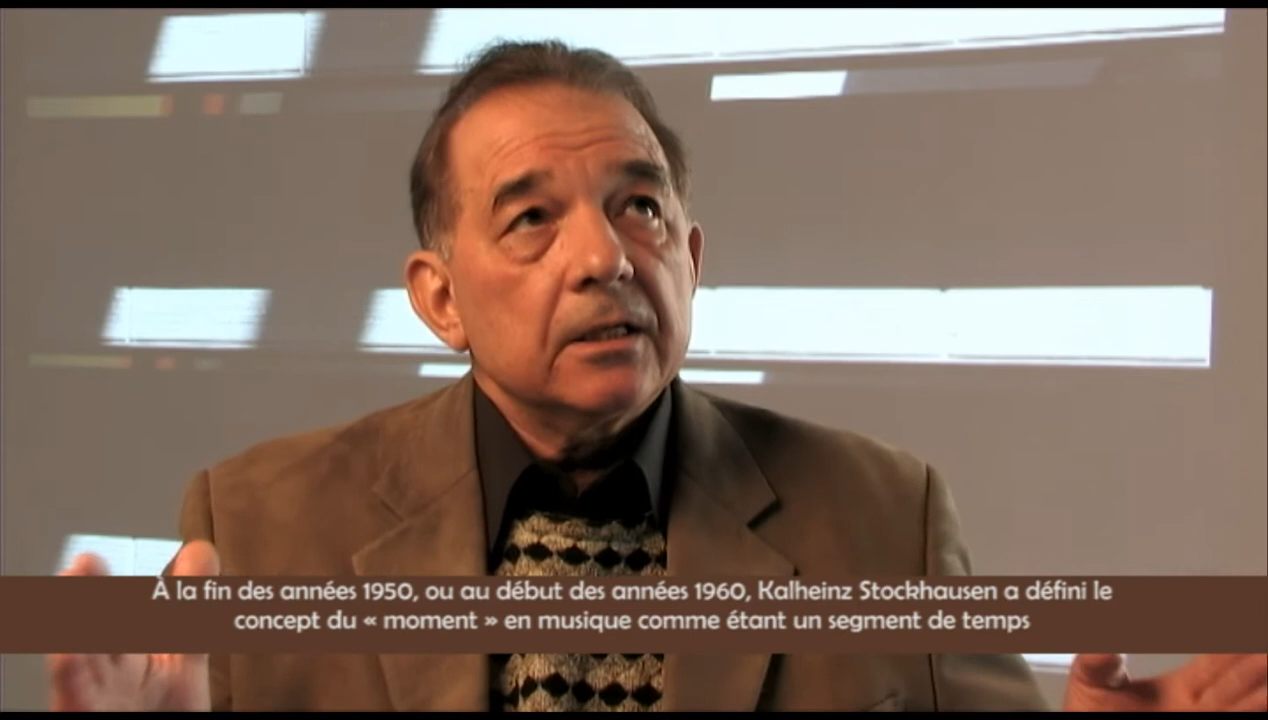 À la fin des années 1950, ou au début des années 1960, Kalheinz Stockhausen a défini le
concept du « moment » en musique comme étant un segment de temps